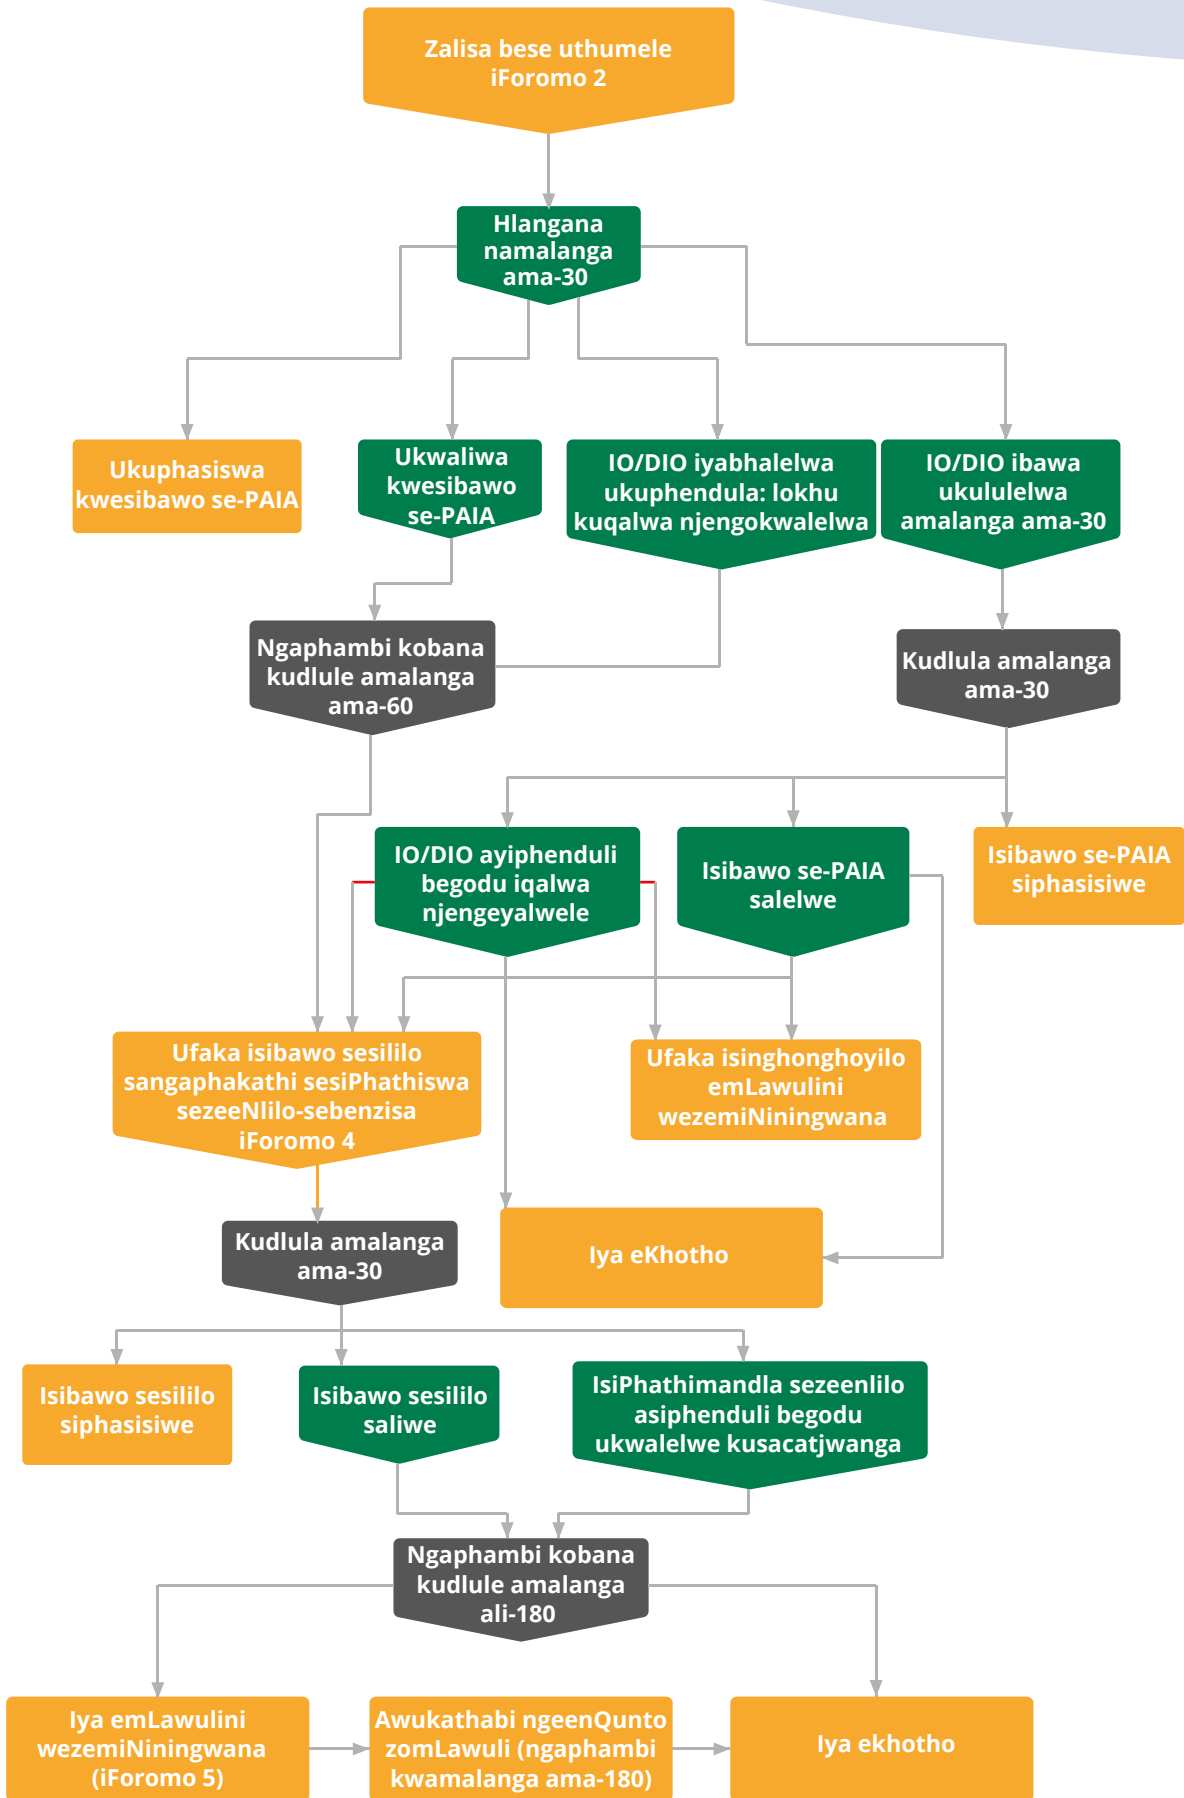 Zalisa bese uthumele
iForomo 2
Hlangana
namalanga
ama-30
Ukuphasiswa
kwesibawo se-PAIA
Ukwaliwa
kwesibawo
se-PAIA
IO/DIO iyabhalelwa
ukuphendula: lokhu
kuqalwa njengokwalelwa
IO/DIO ibawa
ukululelwa
amalanga ama-30
Ngaphambi kobana
kudlule amalanga
ama-60
Kudlula amalanga
ama-30
IO/DIO ayiphenduli
begodu iqalwa
njengeyalwele
Isibawo se-PAIA
salelwe
Isibawo se-PAIA
siphasisiwe
Ufaka isibawo sesililo
sangaphakathi sesiPhathiswa
sezeeNlilo-sebenzisa
iForomo 4
Ufaka isinghonghoyilo
emLawulini
wezemiNiningwana
Kudlula amalanga
ama-30
Iya eKhotho
Isibawo sesililo
siphasisiwe
Isibawo sesililo
saliwe
IsiPhathimandla sezeenlilo
asiphenduli begodu
ukwalelwe kusacatjwanga
Ngaphambi kobana
kudlule amalanga
ali-180
Iya emLawulini
wezemiNiningwana
(iForomo 5)
Awukathabi ngeenQunto
zomLawuli (ngaphambi
kwamalanga ama-180)
Iya ekhotho